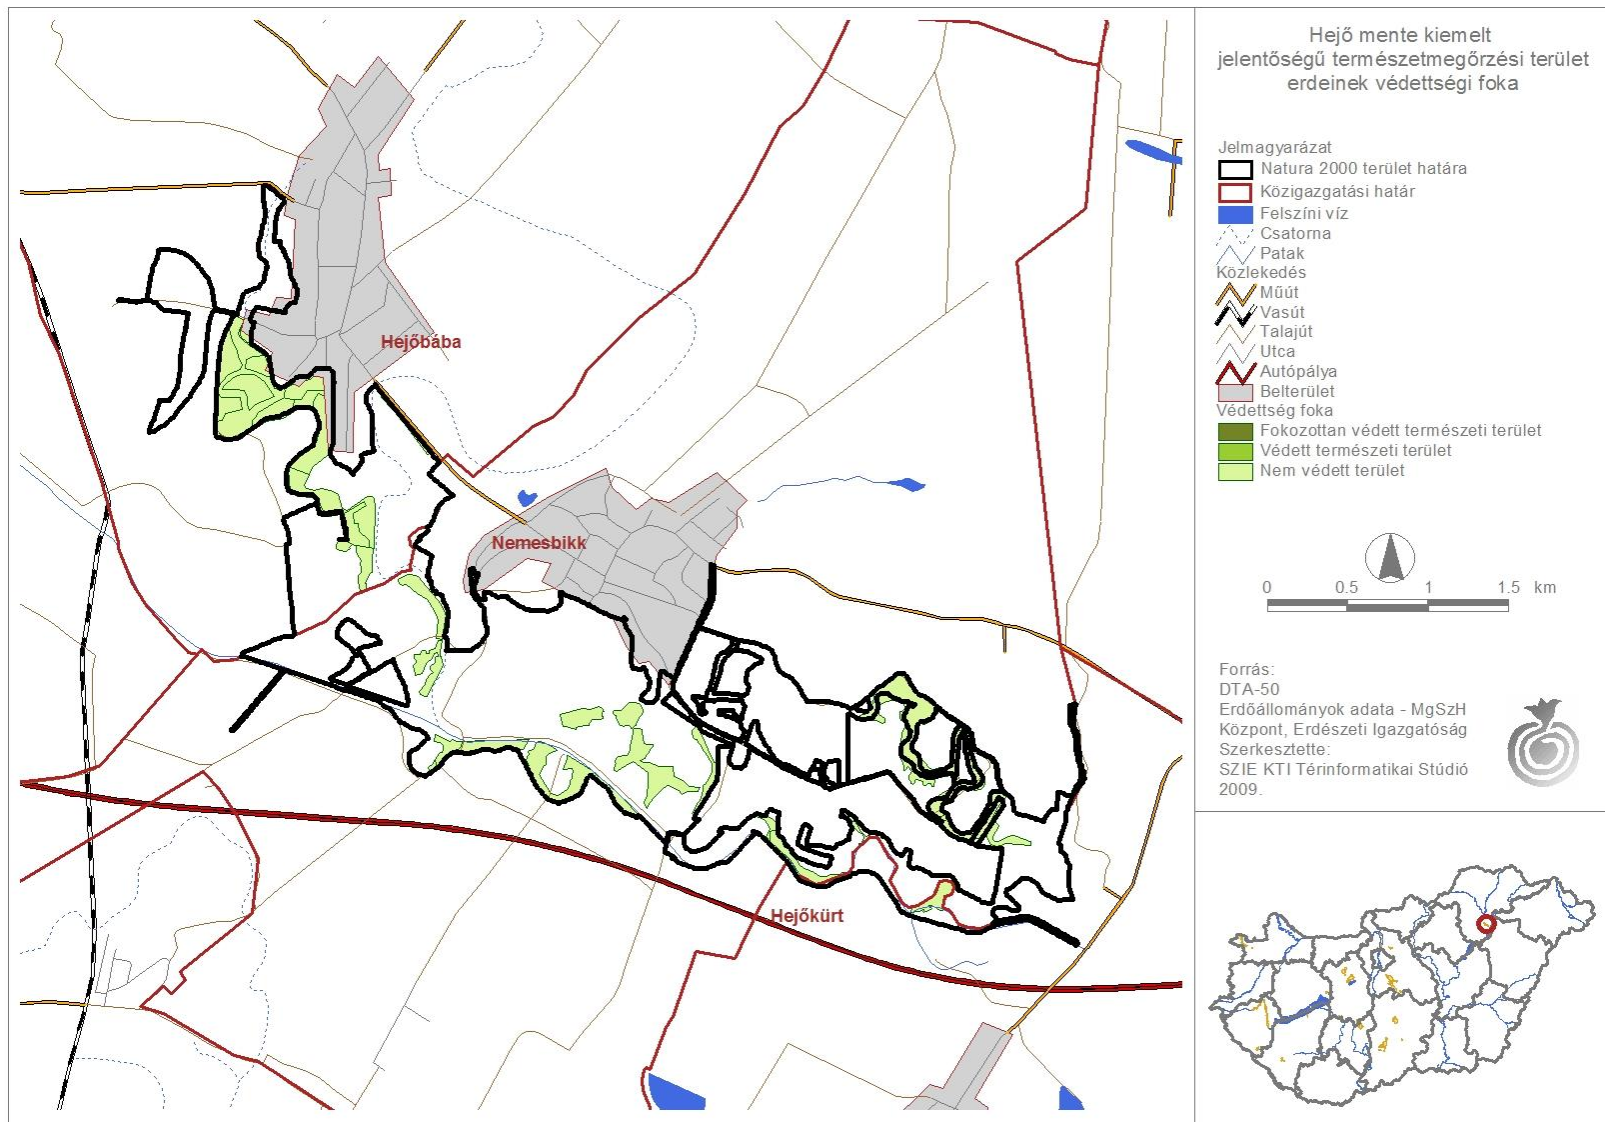 Hejő mente kiemelt
jelentőségű természetmegőrzési terület
erdeinek védettségi foka
Jelmagyarázat
Natura 2000 terület határa
Közigazgatási határ
Felszíni víz
Csatorna
Patak
Közlekedés
Műút
Vasút
Talajút
Utca
Autópálya
Belterület
Védettség foka
Fokozottan védett természeti terület
Védett természeti terület
Nem védett terület
0 0.5 1 1.5 km
Forrás:
DTA-50
Erdőállományok adata - MgSzH
Központ, Erdészeti Igazgatóság
Szerkesztette:
SZIE KTI Térinformatikai Stúdió
2009.
Hejőbába
Nemesbikk
Hejőkürt